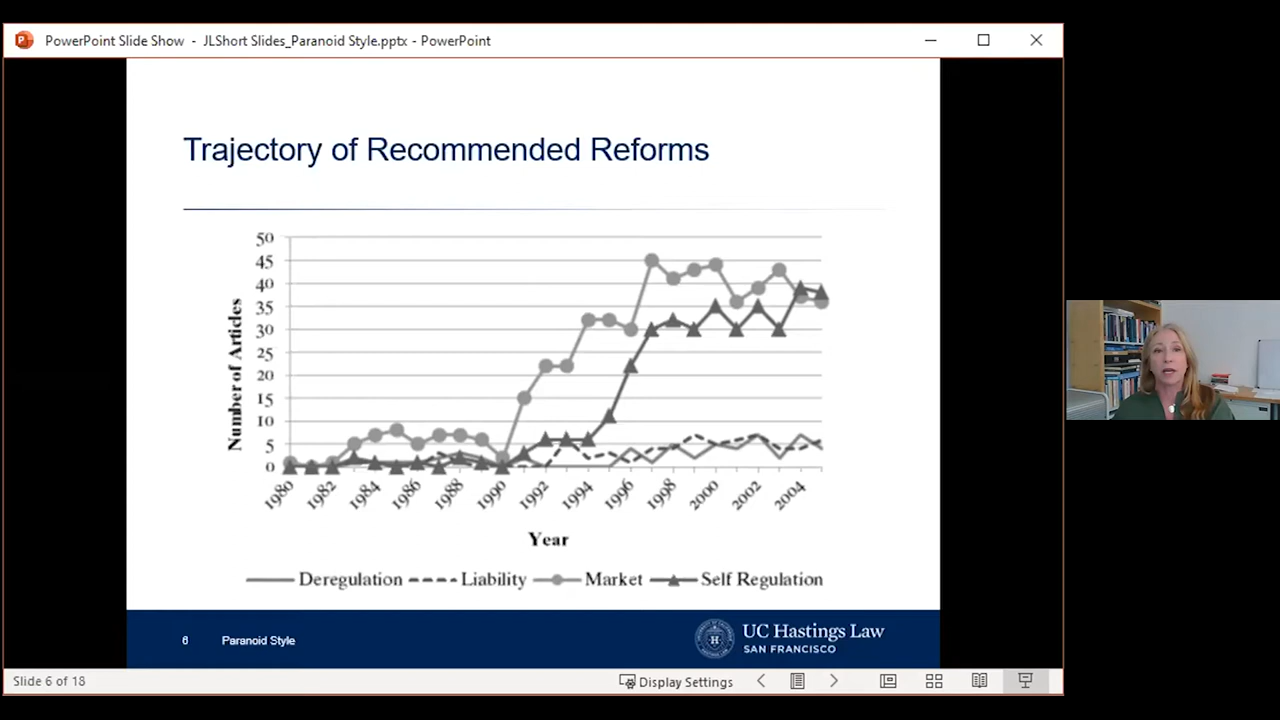 PowerPoint Slide Show - JLShort Slides_Paranoid Style.pptx - PowerPoint
Trajectory of Recommended Reforms
50
45
40
35
30
25
20
15
10
5
0
Number of Articles
1980
1982
1984
1986
1988
1990
1992
1994
1996
1998
2000
2002
2004
Year
Deregulation Liability Market Self Regulation
6 Paranoid Style
UC Hastings Law
SAN FRANCISCO
Slide 6 of 18
Display Settings